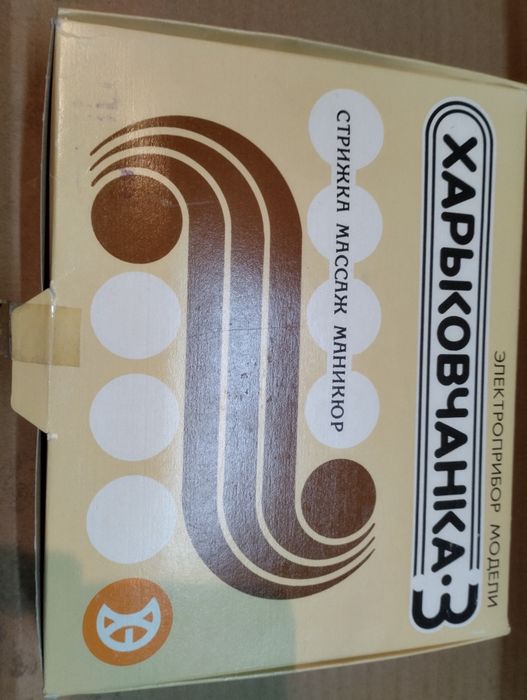 ЭЛЕКТРОПРИБОР МОДЕЛИ
ХАРЬКОВЧАНКА·3
СТРИЖКА МАССАЖ МАНИКЮР